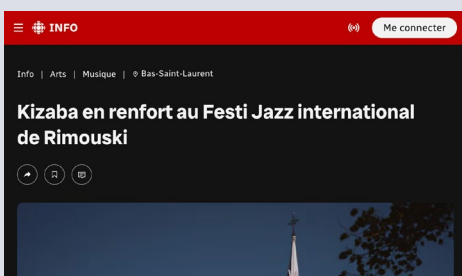 INFO
Me connecter
Info | Arts | Musique | Bas-Saint-Laurent
Kizaba en renfort au Festi Jazz international
de Rimouski